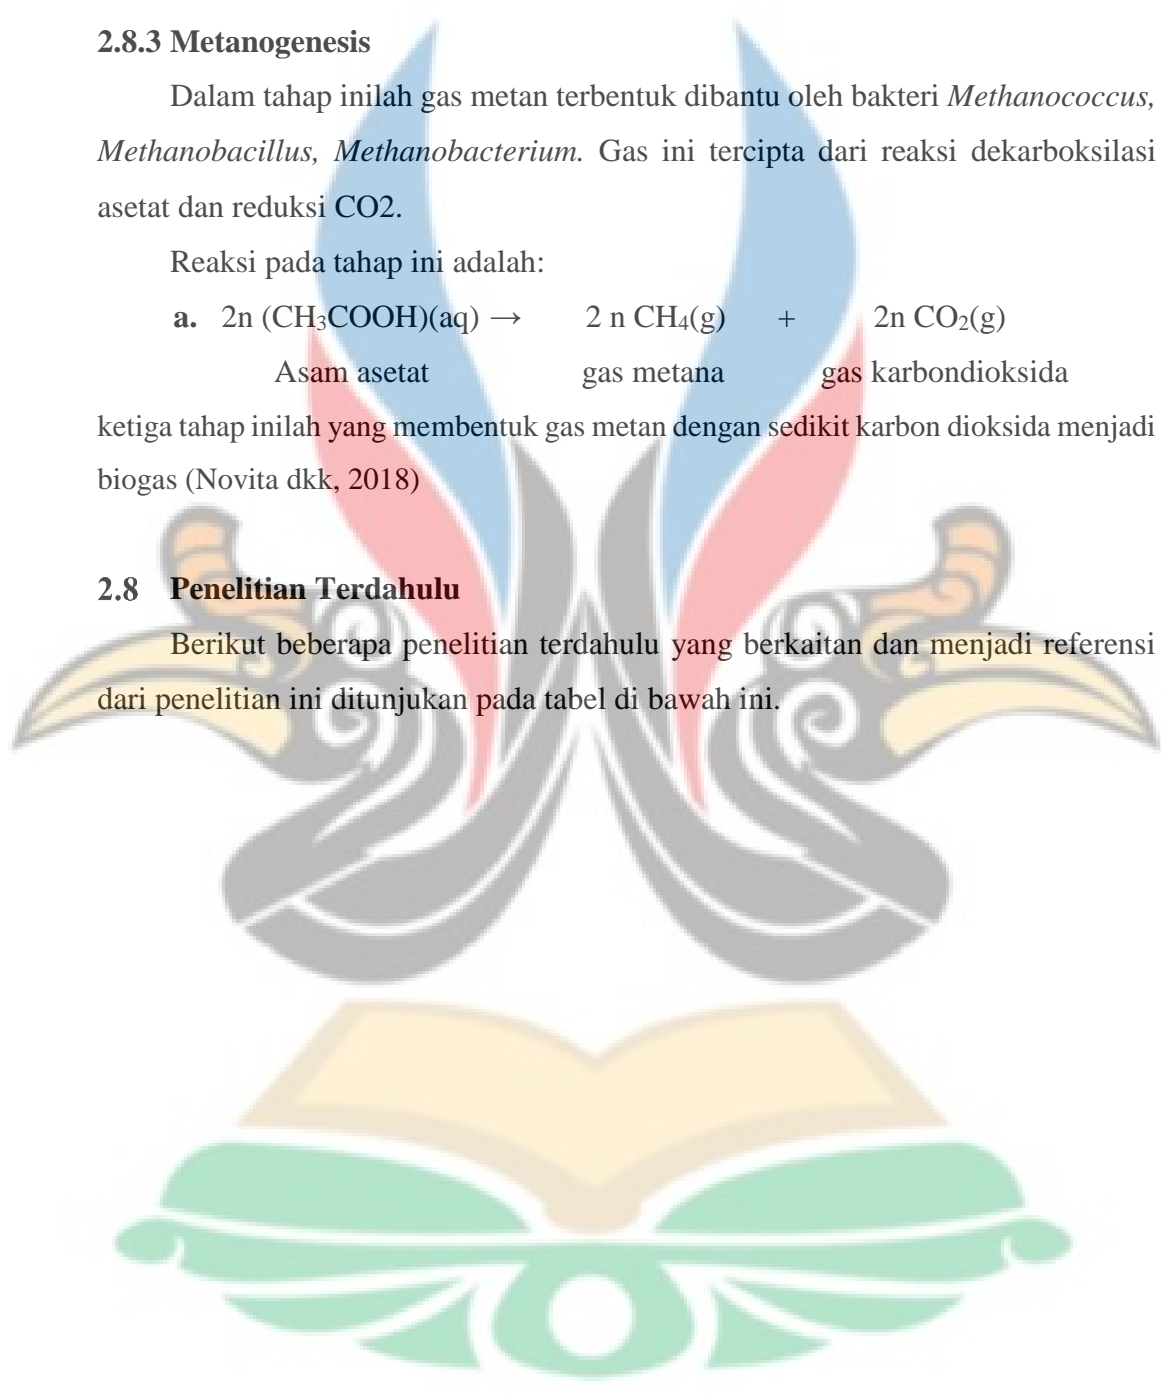 2.8.3 Metanogenesis
Dalam tahap inilah gas metan terbentuk dibantu oleh bakteri Methanococcus,
Methanobacillus, Methanobacterium. Gas ini tercipta dari reaksi dekarboksilasi
asetat dan reduksi CO2.
Reaksi pada tahap ini adalah:
a. 2n (CH₃COOH)(aq) → 2 n CH₄(g) + 2n CO₂(g)
Asam asetat gas metana gas karbondioksida
ketiga tahap inilah yang membentuk gas metan dengan sedikit karbon dioksida menjadi
biogas (Novita dkk, 2018)
2.8 Penelitian Terdahulu
Berikut beberapa penelitian terdahulu yang berkaitan dan menjadi referensi
dari penelitian ini ditunjukan pada tabel di bawah ini.